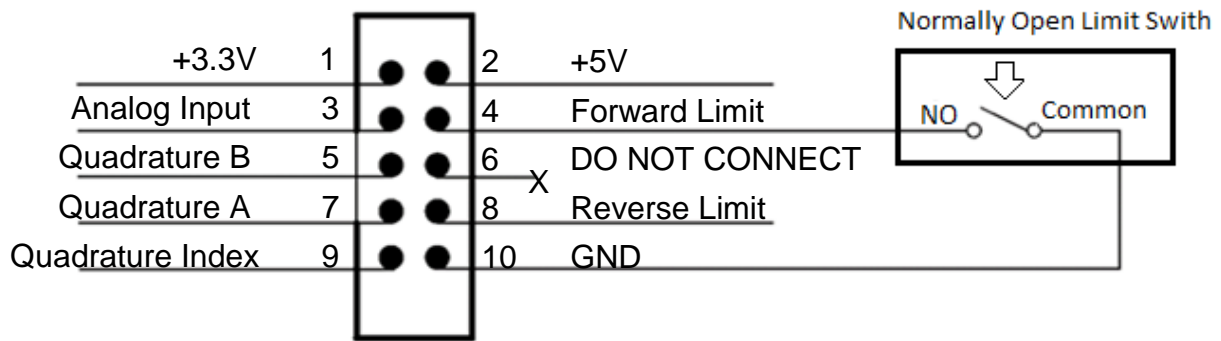 Normally Open Limit Swith
+3.3V 1 2 +5V
Analog Input 3 4 Forward Limit
NO Common
Quadrature B 5 6 DO NOT CONNECT
X
Quadrature A 7 8 Reverse Limit
Quadrature Index 9 10 GND